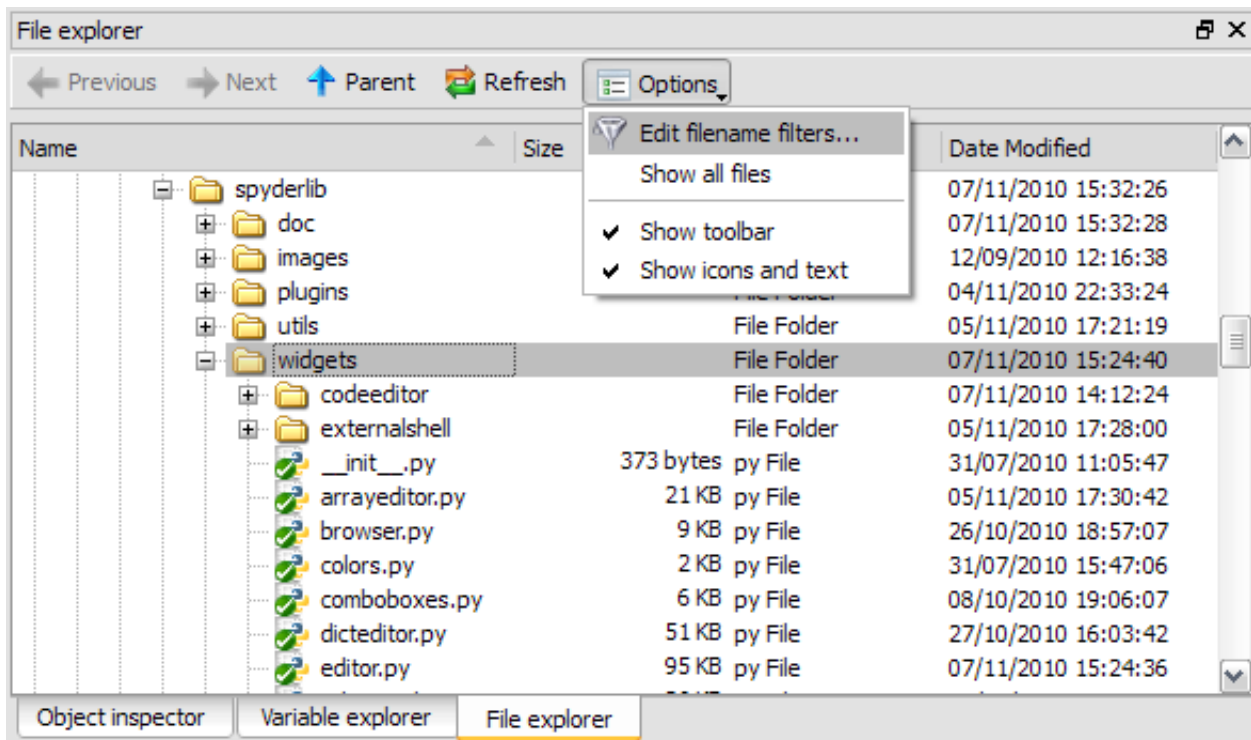 File explorer
Previous Next Parent Refresh Options
Name Size Date Modified
Edit filename filters...
Show all files
Show toolbar
Show icons and text
spyderlib 07/11/2010 15:32:26
doc 07/11/2010 15:32:28
images 12/09/2010 12:16:38
plugins 04/11/2010 22:33:24
utils File Folder 05/11/2010 17:21:19
widgets File Folder 07/11/2010 15:24:40
codeeditor File Folder 07/11/2010 14:12:24
externalshell File Folder 05/11/2010 17:28:00
__init__.py 373 bytes py File 31/07/2010 11:05:47
arrayeditor.py 21 KB py File 05/11/2010 17:30:42
browser.py 9 KB py File 26/10/2010 18:57:07
colors.py 2 KB py File 31/07/2010 15:47:06
comboboxes.py 6 KB py File 08/10/2010 19:06:07
dicteditor.py 51 KB py File 27/10/2010 16:03:42
editor.py 95 KB py File 07/11/2010 15:24:36
Object inspector Variable explorer File explorer